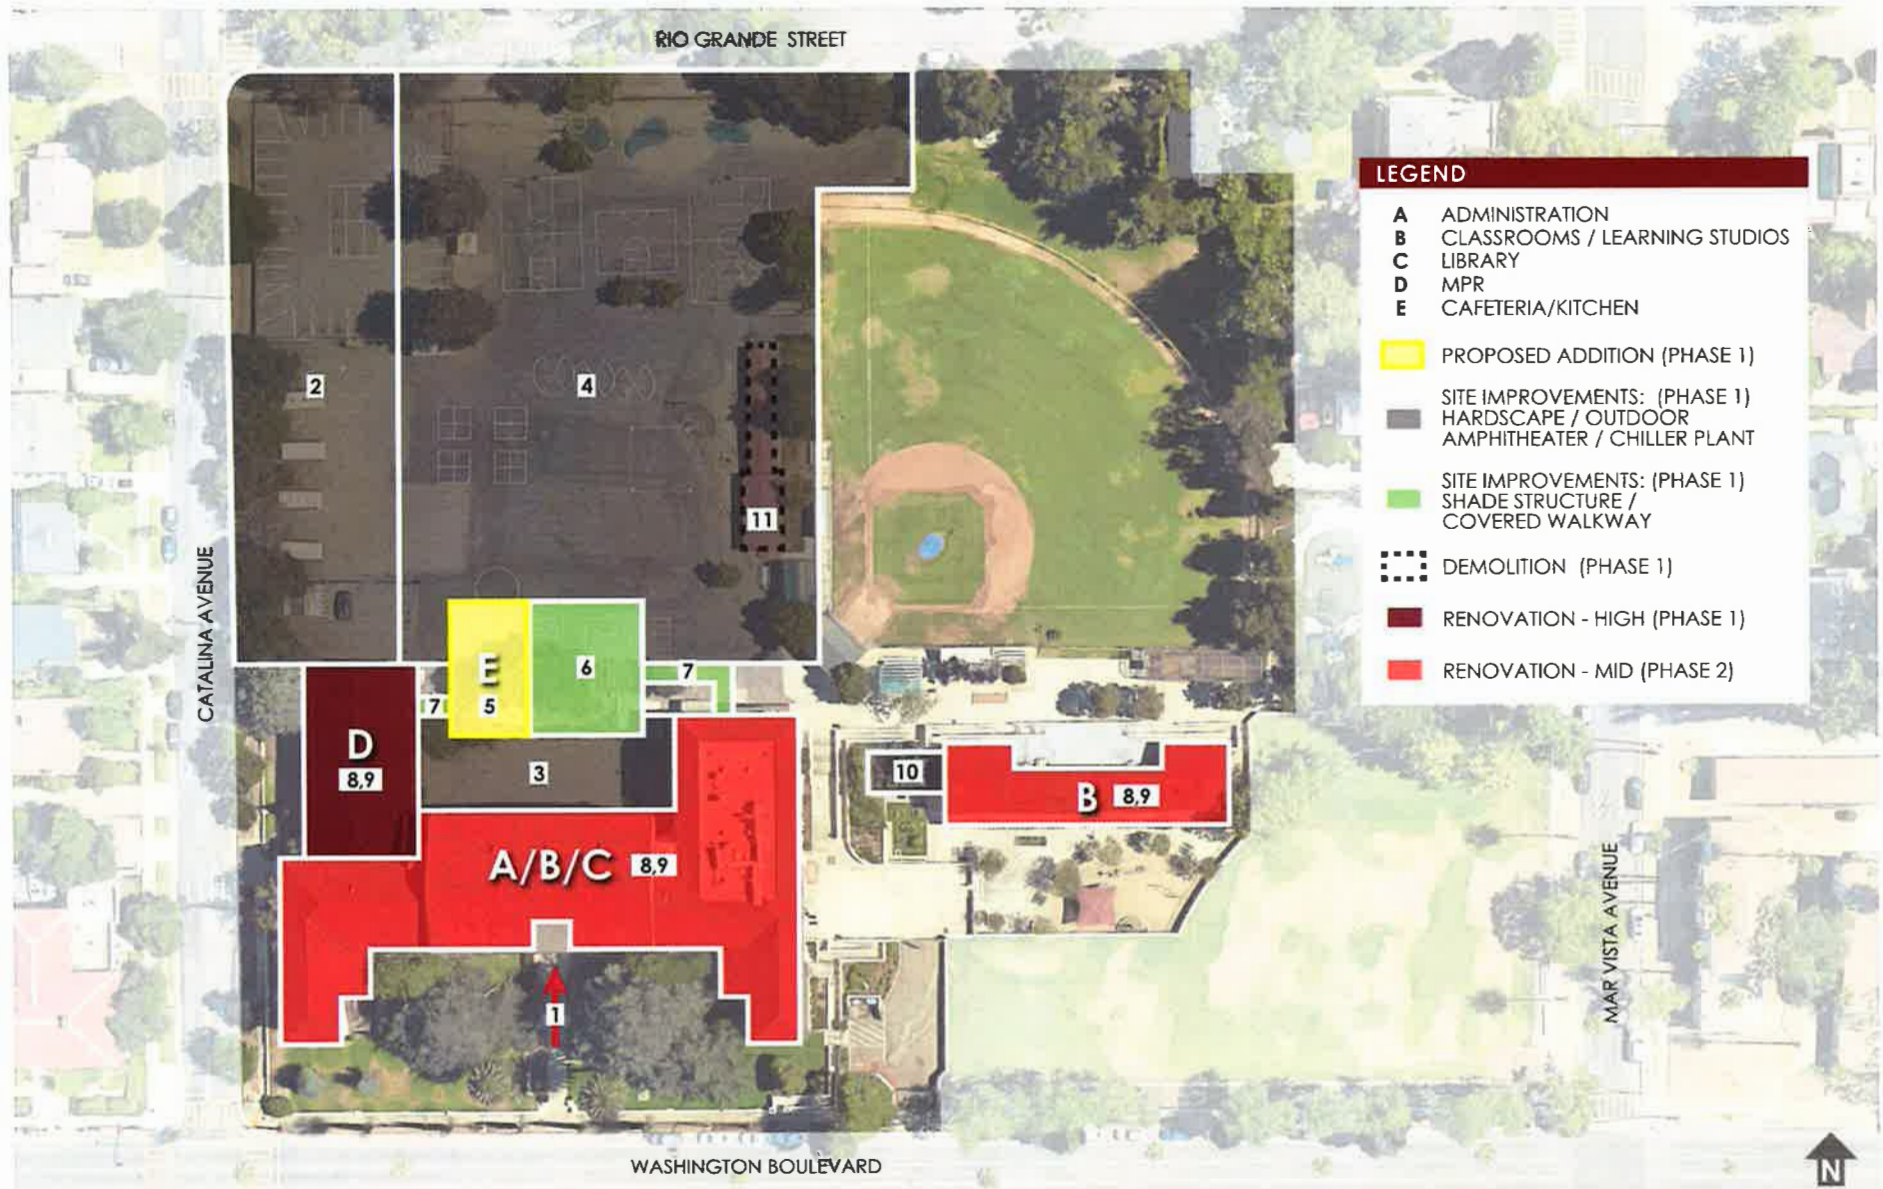 RIO GRANDE STREET
LEGEND
A ADMINISTRATION
B CLASSROOMS / LEARNING STUDIOS
C LIBRARY
D MPR
E CAFETERIA/KITCHEN
PROPOSED ADDITION (PHASE 1)
SITE IMPROVEMENTS: (PHASE 1)
HARDSCAPE / OUTDOOR
AMPHITHEATER / CHILLER PLANT
SITE IMPROVEMENTS: (PHASE 1)
SHADE STRUCTURE /
COVERED WALKWAY
DEMOLITION (PHASE 1)
RENOVATION - HIGH (PHASE 1)
RENOVATION - MID (PHASE 2)
2
4
11
CATALINA AVENUE
E
5
6
7
7
D
8,9
3
10
B 8,9
A/B/C 8,9
1
MAR VISTA AVENUE
WASHINGTON BOULEVARD
N